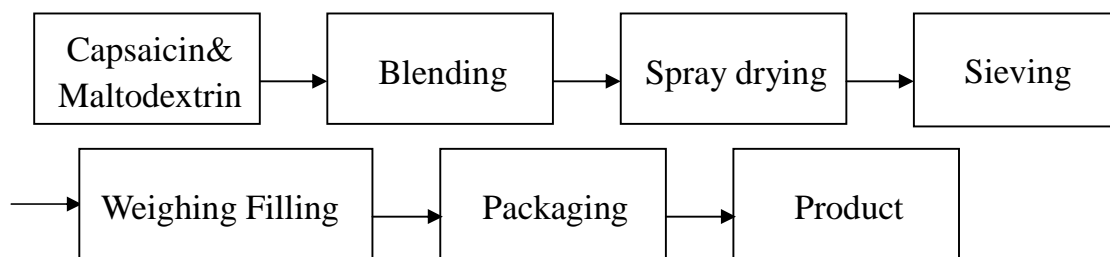 Capsaicin&
Maltodextrin
Blending
Spray drying
Sieving
Weighing Filling
Packaging
Product